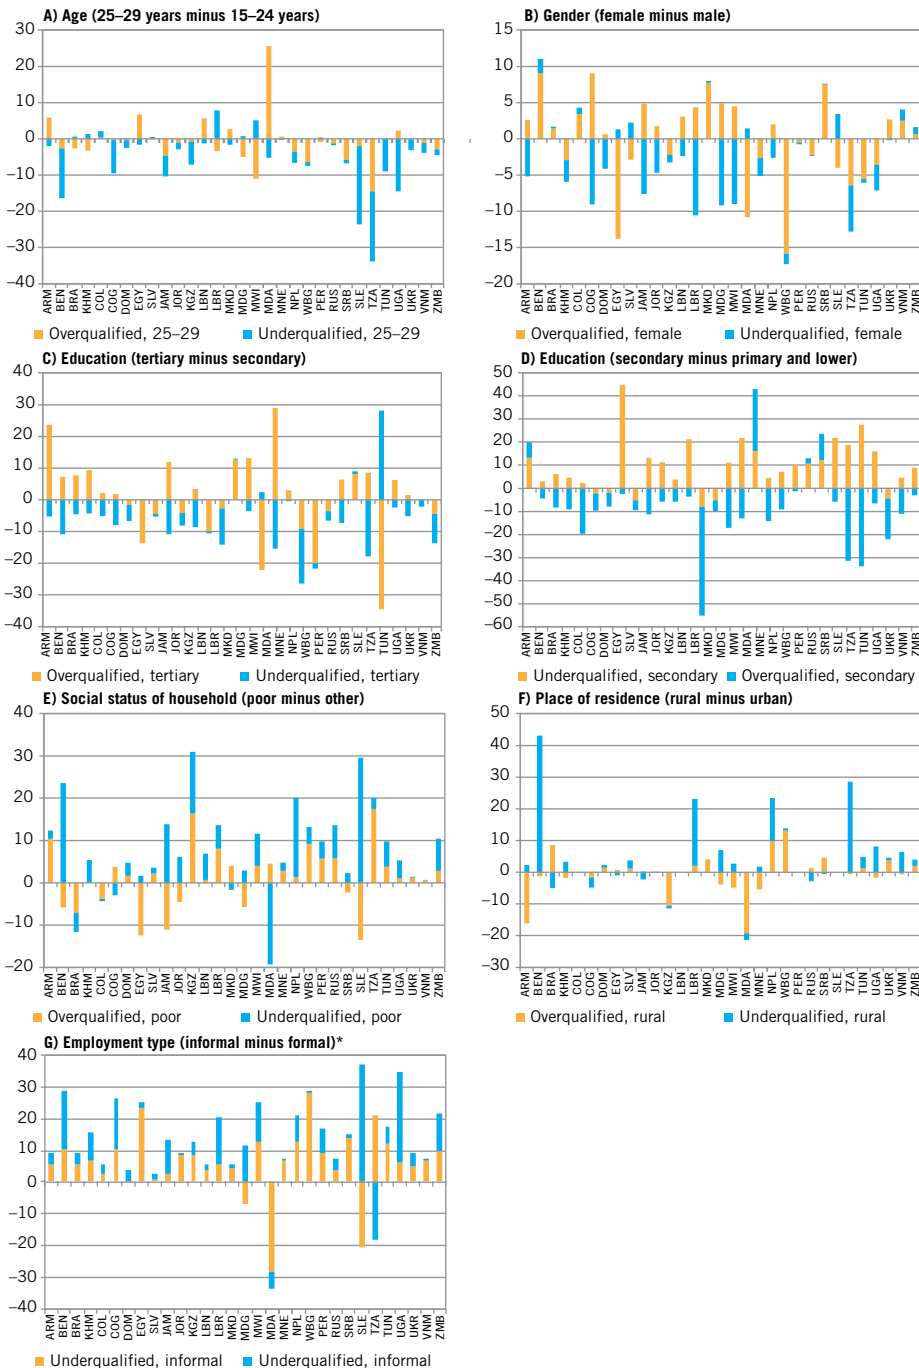 A) Age (25–29 years minus 15–24 years)
30
20
10
0
–10
–20
–30
–40
ARM BEN BRA KHM COL COG DOM EGY SLV JAM JOR KGZ LBN LBR MKD MDG MWI MDA MNE NPL WBG PER RUS SRB SLE TZA TUN UGA UKR VNM ZMB
Overqualified, 25–29 Underqualified, 25–29
B) Gender (female minus male)
15
10
5
0
–5
–10
–15
–20
ARM BEN BRA KHM COL COG DOM EGY SLV JAM JOR KGZ LBN LBR MKD MDG MWI MDA MNE NPL WBG PER RUS SRB SLE TZA TUN UGA UKR VNM ZMB
Overqualified, female Underqualified, female
C) Education (tertiary minus secondary)
40
30
20
10
0
–10
–20
–30
–40
ARM BEN BRA KHM COL COG DOM EGY SLV JAM JOR KGZ LBN LBR MKD MDG MWI MDA MNE NPL WBG PER RUS SRB SLE TZA TUN UGA UKR VNM ZMB
Overqualified, tertiary Underqualified, tertiary
D) Education (secondary minus primary and lower)
50
40
30
20
10
0
–10
–20
–30
–40
–50
–60
ARM BEN BRA KHM COL COG DOM EGY SLV JAM JOR KGZ LBN LBR MKD MDG MWI MDA MNE NPL WBG PER RUS SRB SLE TZA TUN UGA UKR VNM ZMB
Underqualified, secondary Overqualified, secondary
E) Social status of household (poor minus other)
40
30
20
10
0
–10
–20
ARM BEN BRA KHM COL COG DOM EGY SLV JAM JOR KGZ LBN LBR MKD MDG MWI MDA MNE NPL WBG PER RUS SRB SLE TZA TUN UGA UKR VNM ZMB
Overqualified, poor Underqualified, poor
F) Place of residence (rural minus urban)
50
40
30
20
10
0
–10
–20
–30
ARM BEN BRA KHM COL COG DOM EGY SLV JAM JOR KGZ LBN LBR MKD MDG MWI MDA MNE NPL WBG PER RUS SRB SLE TZA TUN UGA UKR VNM ZMB
Overqualified, rural Underqualified, rural
G) Employment type (informal minus formal)*
40
30
20
10
0
–10
–20
–30
–40
ARM BEN BRA KHM COL COG DOM EGY SLV JAM JOR KGZ LBN LBR MKD MDG MWI MDA MNE NPL WBG PER RUS SRB SLE TZA TUN UGA UKR VNM ZMB
Underqualified, informal Underqualified, informal